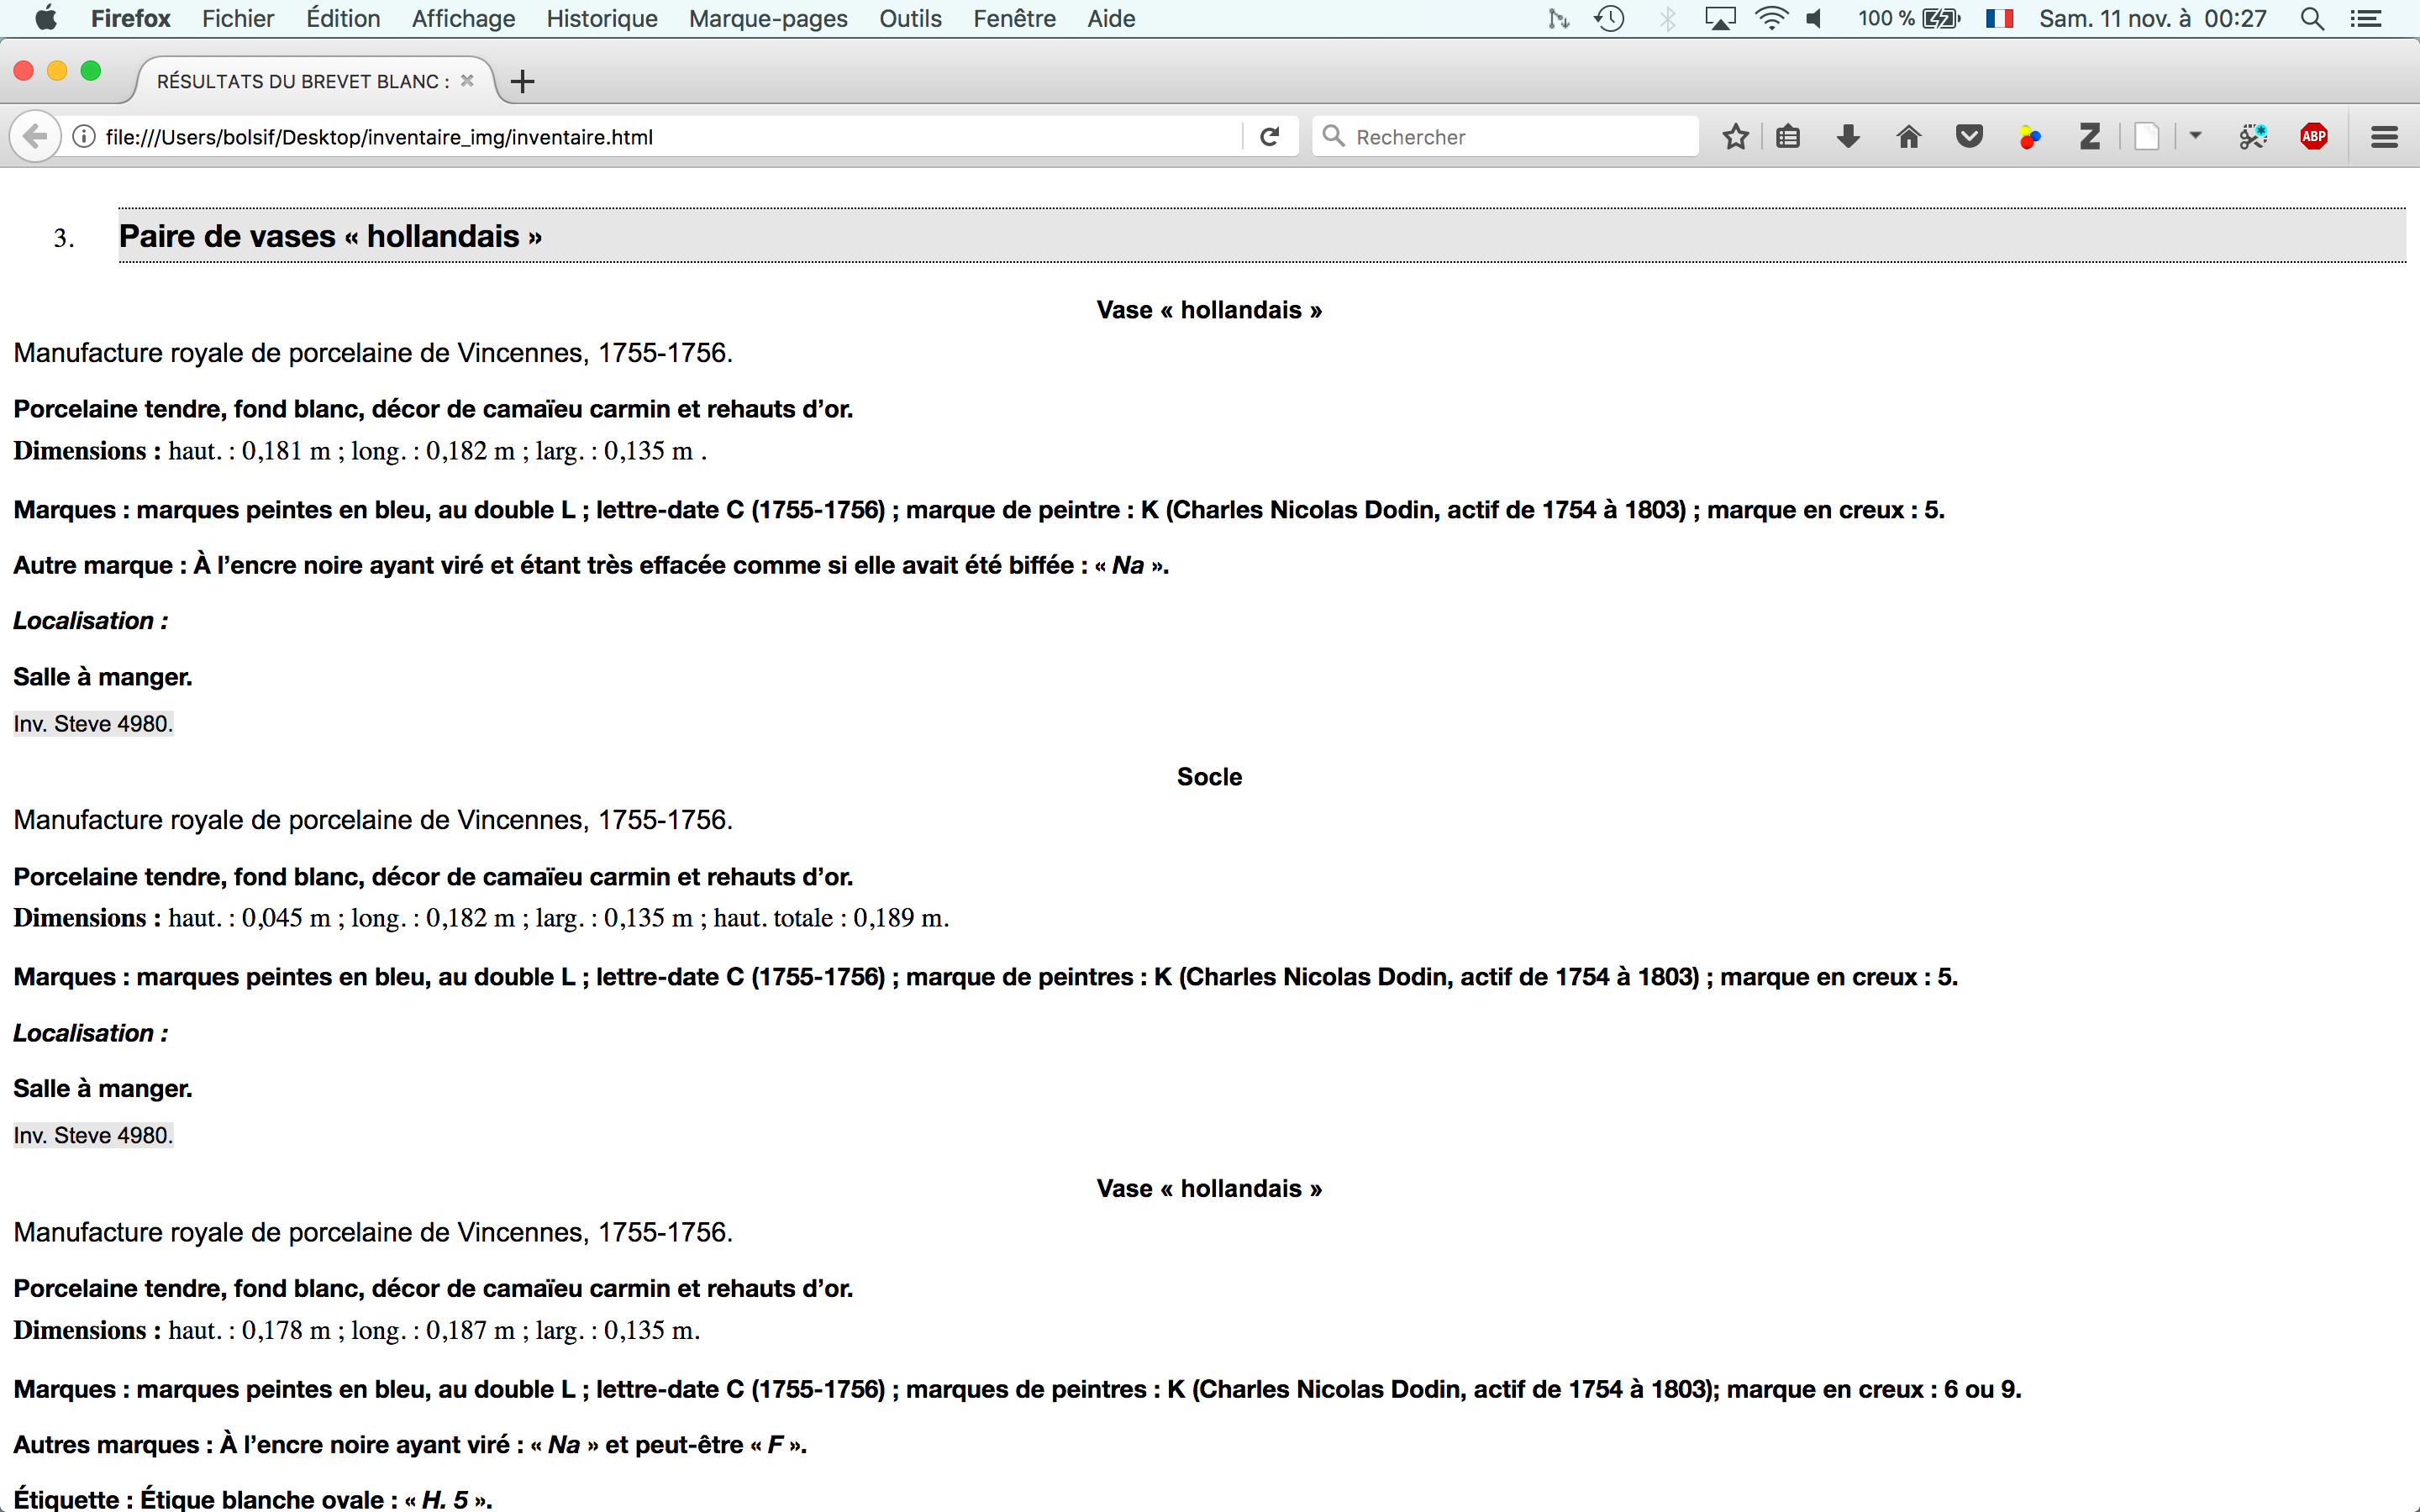 Firefox Fichier Édition Affichage Historique Marque-pages Outils Fenêtre Aide 100 % Sam. 11 nov. à 00:27
RÉSULTATS DU BREVET BLANC :
file:///Users/bolsif/Desktop/inventaire_img/inventaire.html Rechercher Z ABP
3. Paire de vases « hollandais »
Vase « hollandais »
Manufacture royale de porcelaine de Vincennes, 1755-1756.
Porcelaine tendre, fond blanc, décor de camaïeu carmin et rehauts d’or.
Dimensions : haut. : 0,181 m ; long. : 0,182 m ; larg. : 0,135 m .
Marques : marques peintes en bleu, au double L ; lettre-date C (1755-1756) ; marque de peintre : K (Charles Nicolas Dodin, actif de 1754 à 1803) ; marque en creux : 5.
Autre marque : À l’encre noire ayant viré et étant très effacée comme si elle avait été biffée : « Na ».
Localisation :
Salle à manger.
Inv. Steve 4980.
Socle
Manufacture royale de porcelaine de Vincennes, 1755-1756.
Porcelaine tendre, fond blanc, décor de camaïeu carmin et rehauts d’or.
Dimensions : haut. : 0,045 m ; long. : 0,182 m ; larg. : 0,135 m ; haut. totale : 0,189 m.
Marques : marques peintes en bleu, au double L ; lettre-date C (1755-1756) ; marque de peintres : K (Charles Nicolas Dodin, actif de 1754 à 1803) ; marque en creux : 5.
Localisation :
Salle à manger.
Inv. Steve 4980.
Vase « hollandais »
Manufacture royale de porcelaine de Vincennes, 1755-1756.
Porcelaine tendre, fond blanc, décor de camaïeu carmin et rehauts d’or.
Dimensions : haut. : 0,178 m ; long. : 0,187 m ; larg. : 0,135 m.
Marques : marques peintes en bleu, au double L ; lettre-date C (1755-1756) ; marques de peintres : K (Charles Nicolas Dodin, actif de 1754 à 1803); marque en creux : 6 ou 9.
Autres marques : À l’encre noire ayant viré : « Na » et peut-être « F ».
Étiquette : Étique blanche ovale : « H. 5 ».